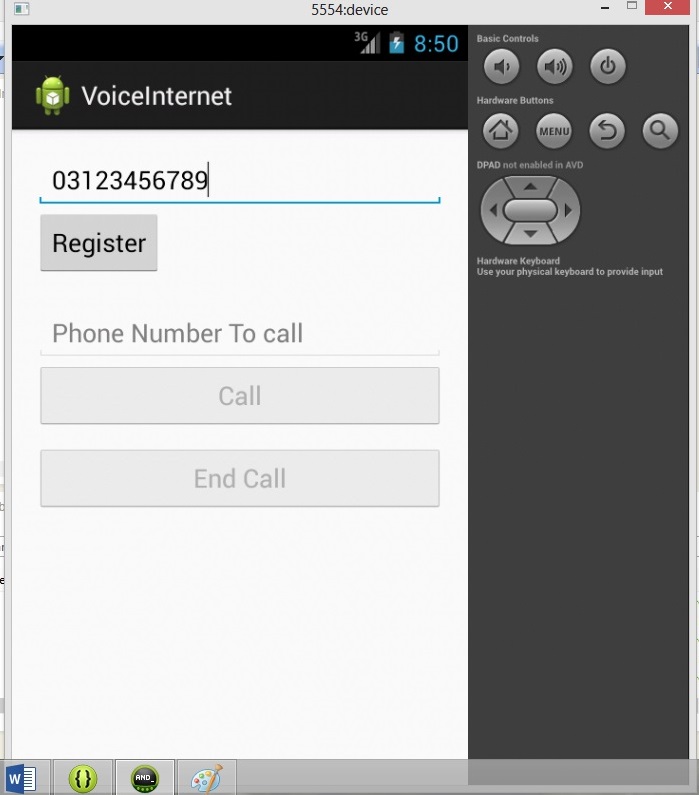 5554:device
3G 8:50
VoiceInternet
03123456789
Register
Phone Number To call
Call
End Call
Basic Controls
Hardware Buttons
MENU
DPAD not enabled in AVD
Hardware Keyboard
Use your physical keyboard to provide input
W
{}
AND_